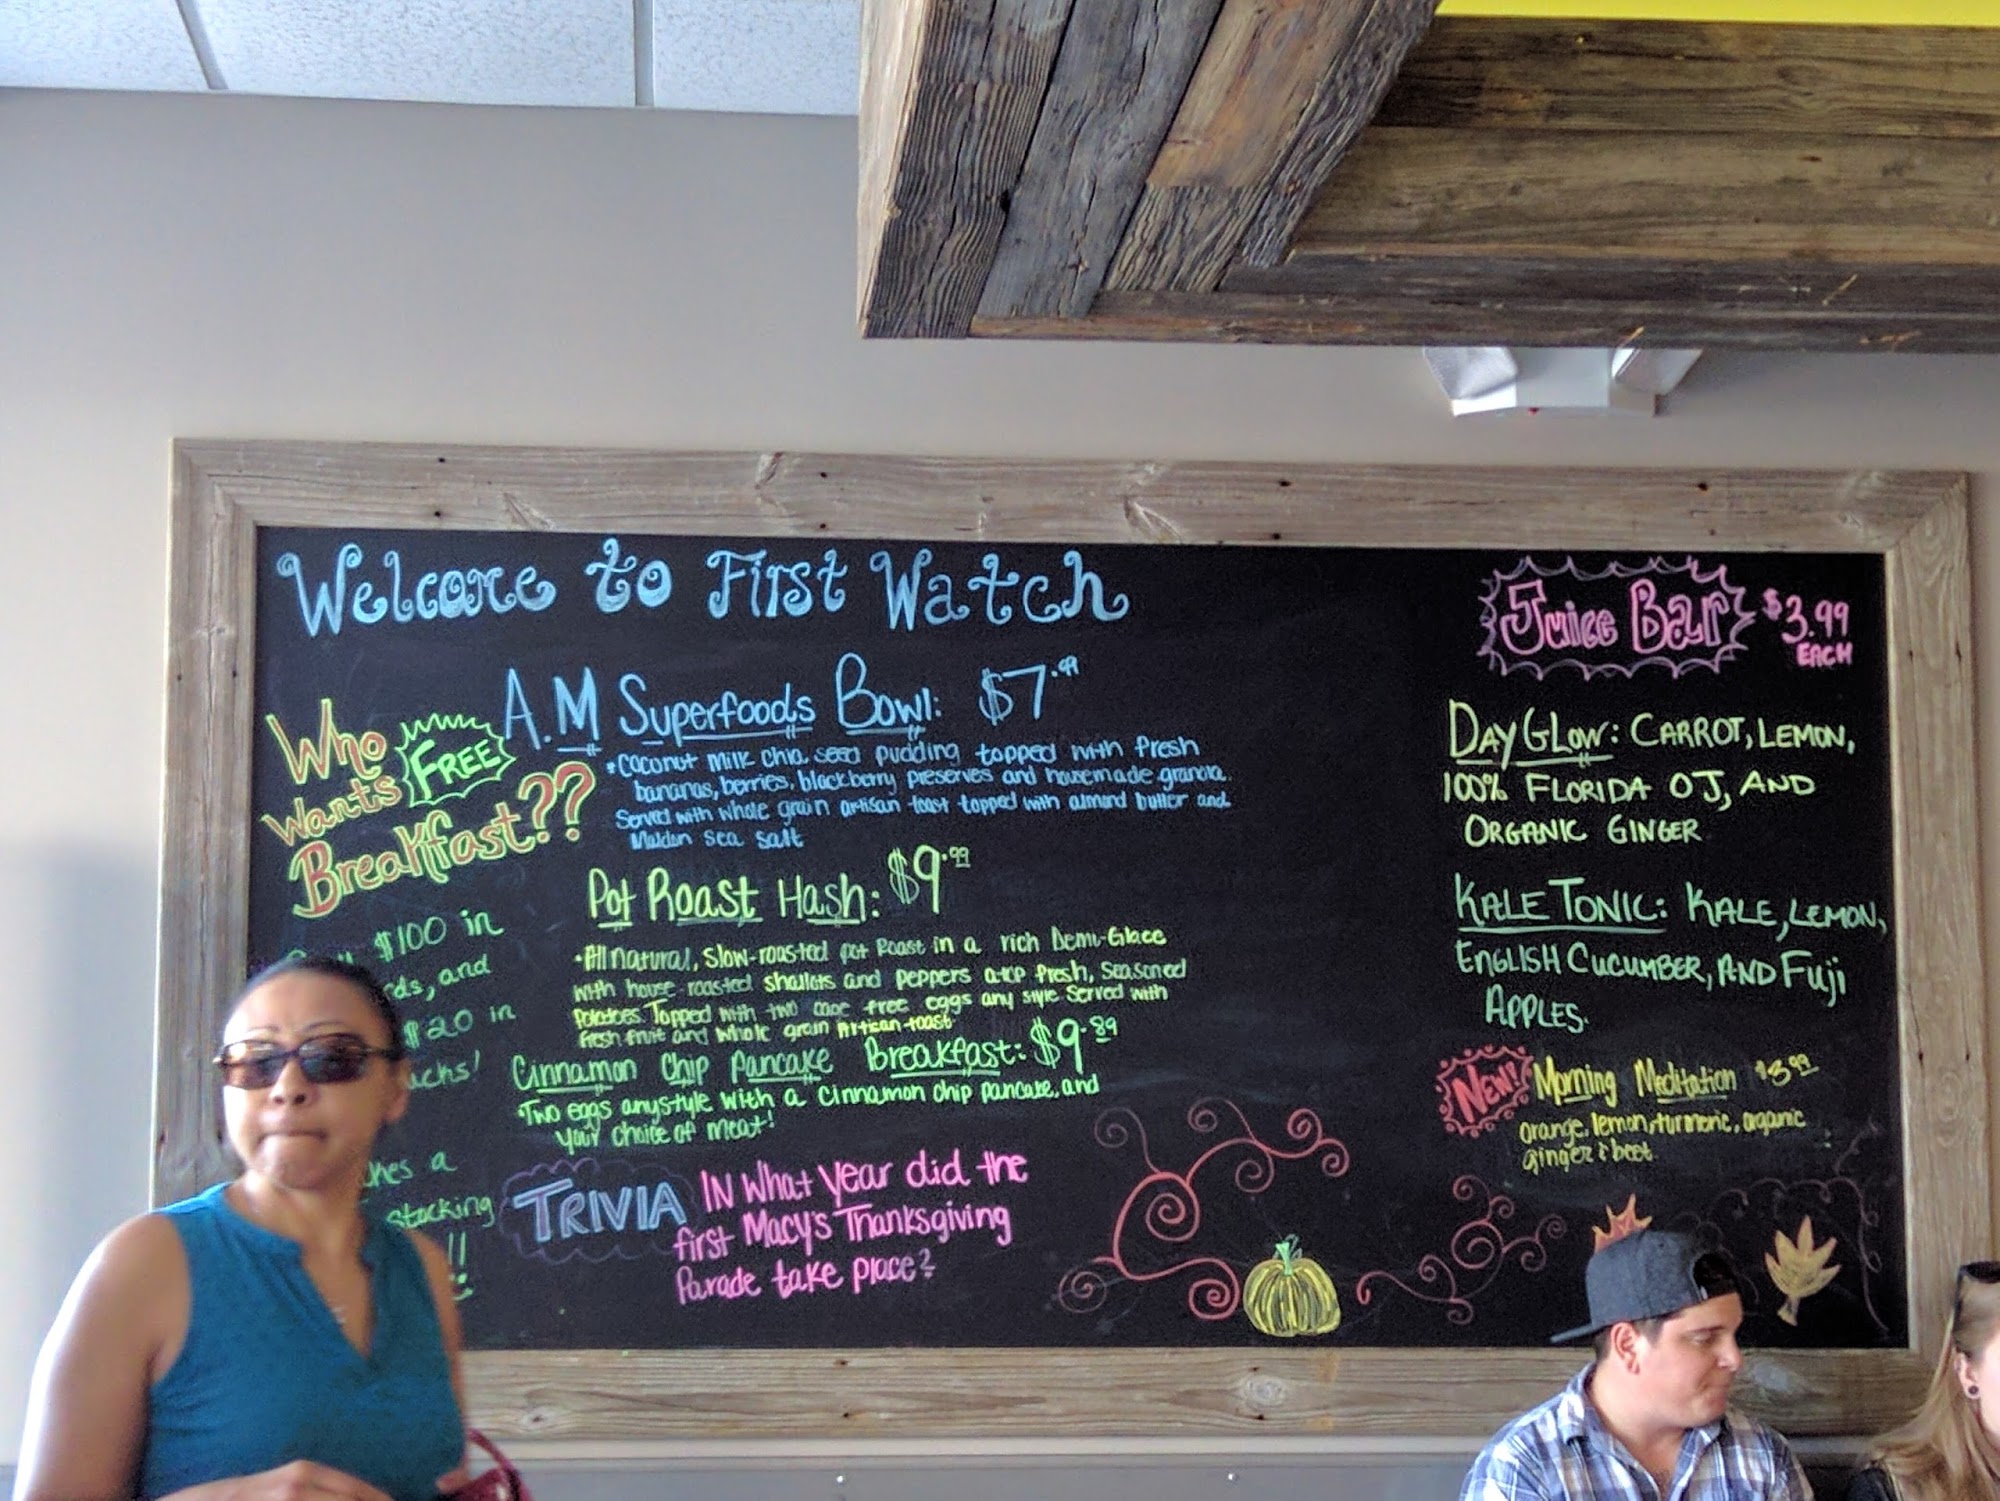 Welcome to First Watch
Who
Wants FREE
Breakfast??
$100 in
rds, and
$20 in
acks!
kes a
stocking
!!
A.M Superfoods Bowl: $7.99
*Coconut milk chia seed pudding topped with fresh
bananas, berries, blackberry preserves and housemade granola.
Served with whole grain artisan toast topped with almond butter and
Maldon sea salt
Pot Roast Hash: $9.99
•All natural, slow-roasted pot roast in a rich Demi-Glace
with house roasted shallots and peppers atop fresh, seasoned
potatoes. Topped with two cage free eggs any style served with
fresh fruit and whole grain Artisan toast
Cinnamon Chip Pancake Breakfast: $9.89
•Two eggs anystyle with a cinnamon chip pancake, and
your choice of meat!
TRIVIA
IN what year did the
first Macy's Thanksgiving
Parade take place?
Juice Bar $3.99
EACH
DAY GLOW: CARROT, LEMON,
100% FLORIDA OJ, AND
ORGANIC GINGER
KALE TONIC: KALE, LEMON,
ENGLISH CUCUMBER, AND FUJI
APPLES.
NEW! Morning Meditation $3.99
orange, lemon, turmeric, organic
ginger & beet